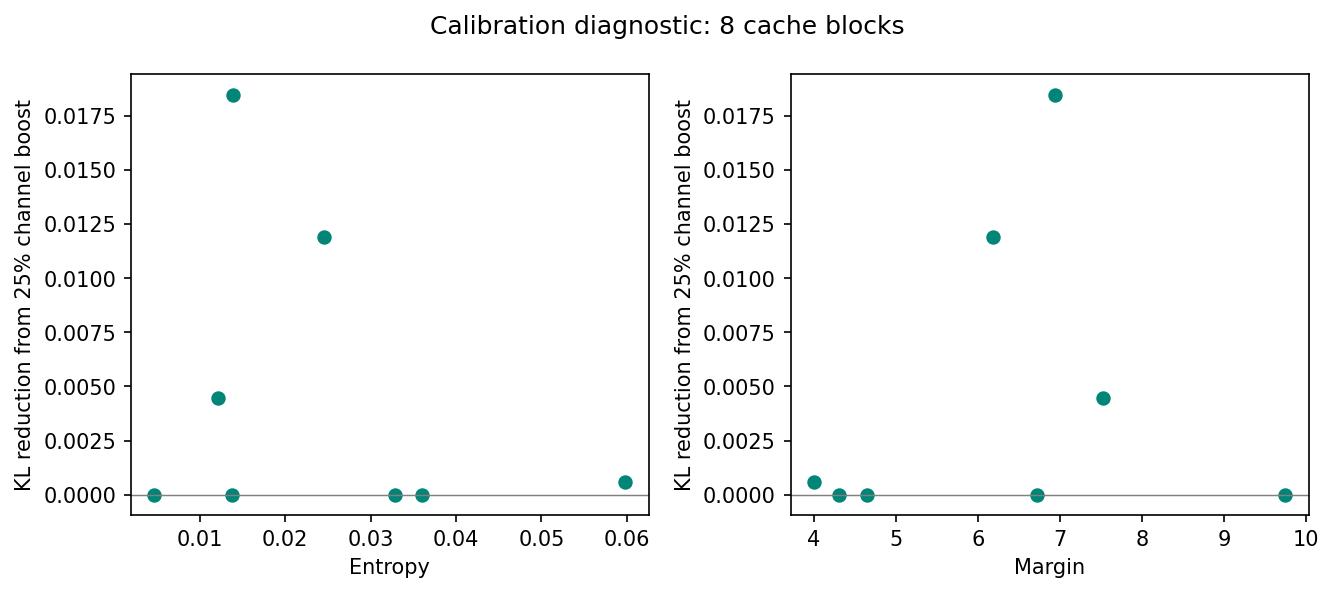 Calibration diagnostic: 8 cache blocks
KL reduction from 25% channel boost
0.0175
0.0150
0.0125
0.0100
0.0075
0.0050
0.0025
0.0000
0.01 0.02 0.03 0.04 0.05 0.06
Entropy
KL reduction from 25% channel boost
0.0175
0.0150
0.0125
0.0100
0.0075
0.0050
0.0025
0.0000
4 5 6 7 8 9 10
Margin